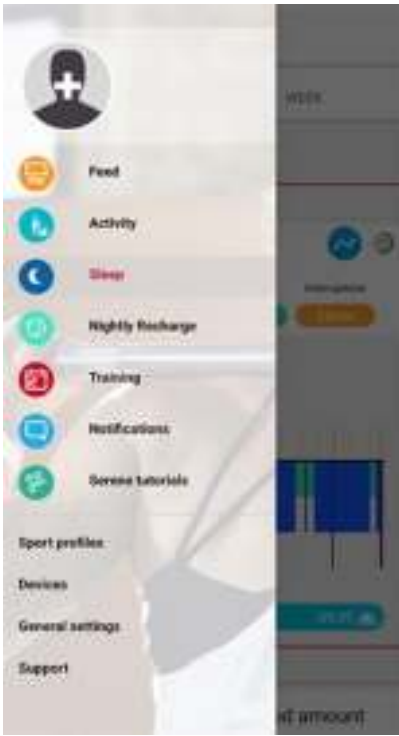 Feed
WEEK
Activity
Sleep
Nightly Recharge
Training
Notifications
Serene tutorials
Sport profiles
Devices
General settings
Support
d amount